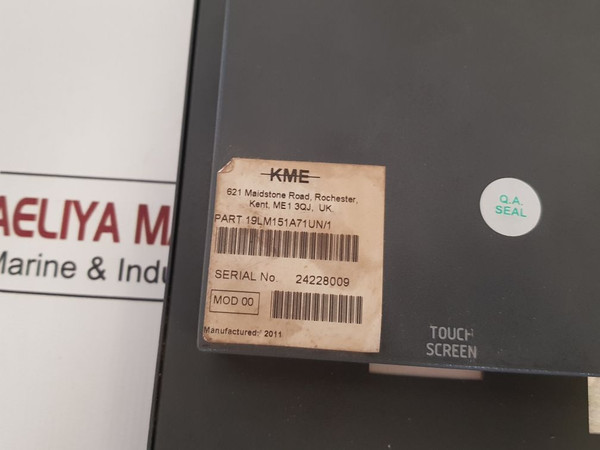 KME
621 Maidstone Road, Rochester,
Kent, ME1 3QJ, UK
PART 19LM151A71UN/1
SERIAL No. 24228009
MOD 00
Manufactured: 2011
Q.A.
SEAL
TOUCH
SCREEN
AELIYA MA
Marine & Indu